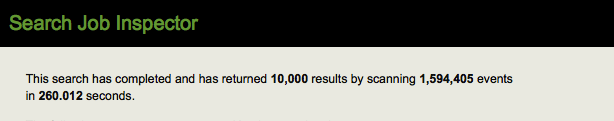 Search Job Inspector
This search has completed and has returned 10,000 results by scanning 1,594,405 events
in 260.012 seconds.